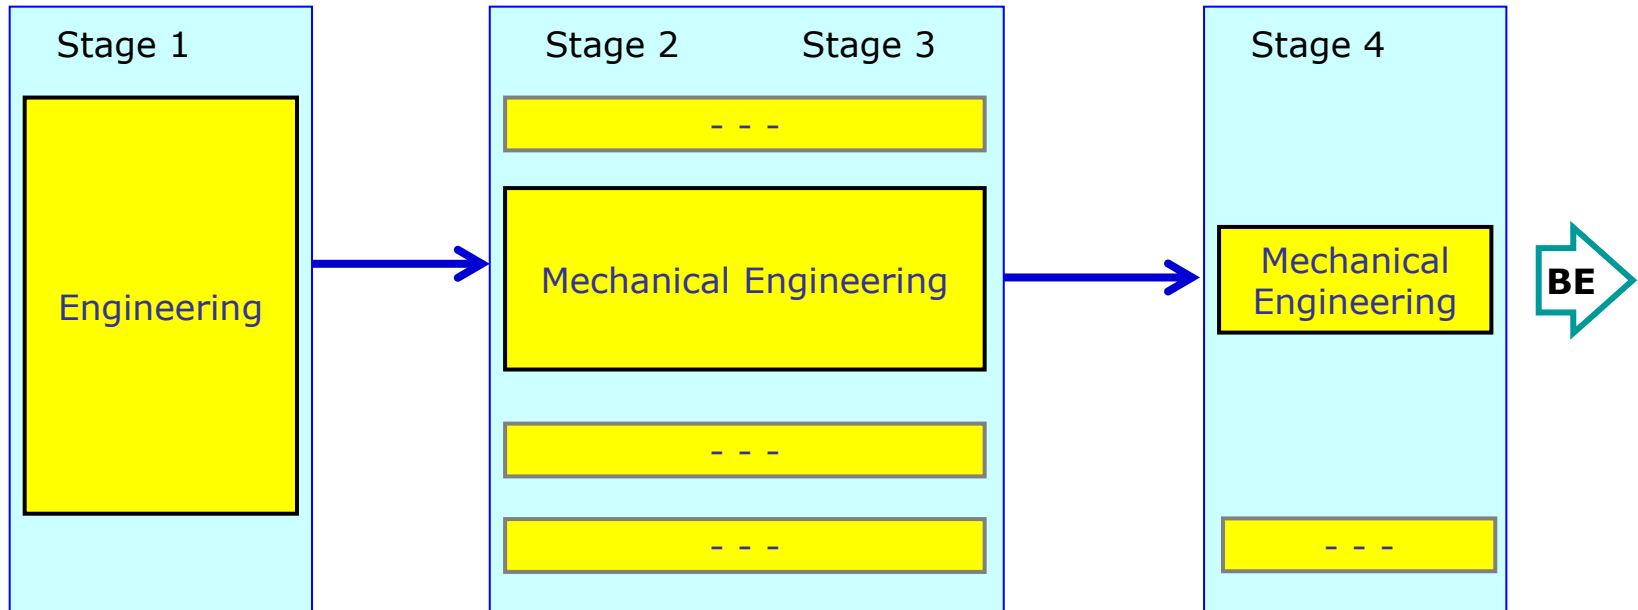 Stage 1
Engineering
Stage 2
Stage 3
- - -
Mechanical Engineering
- - -
- - -
Stage 4
Mechanical
Engineering
- - -
BE